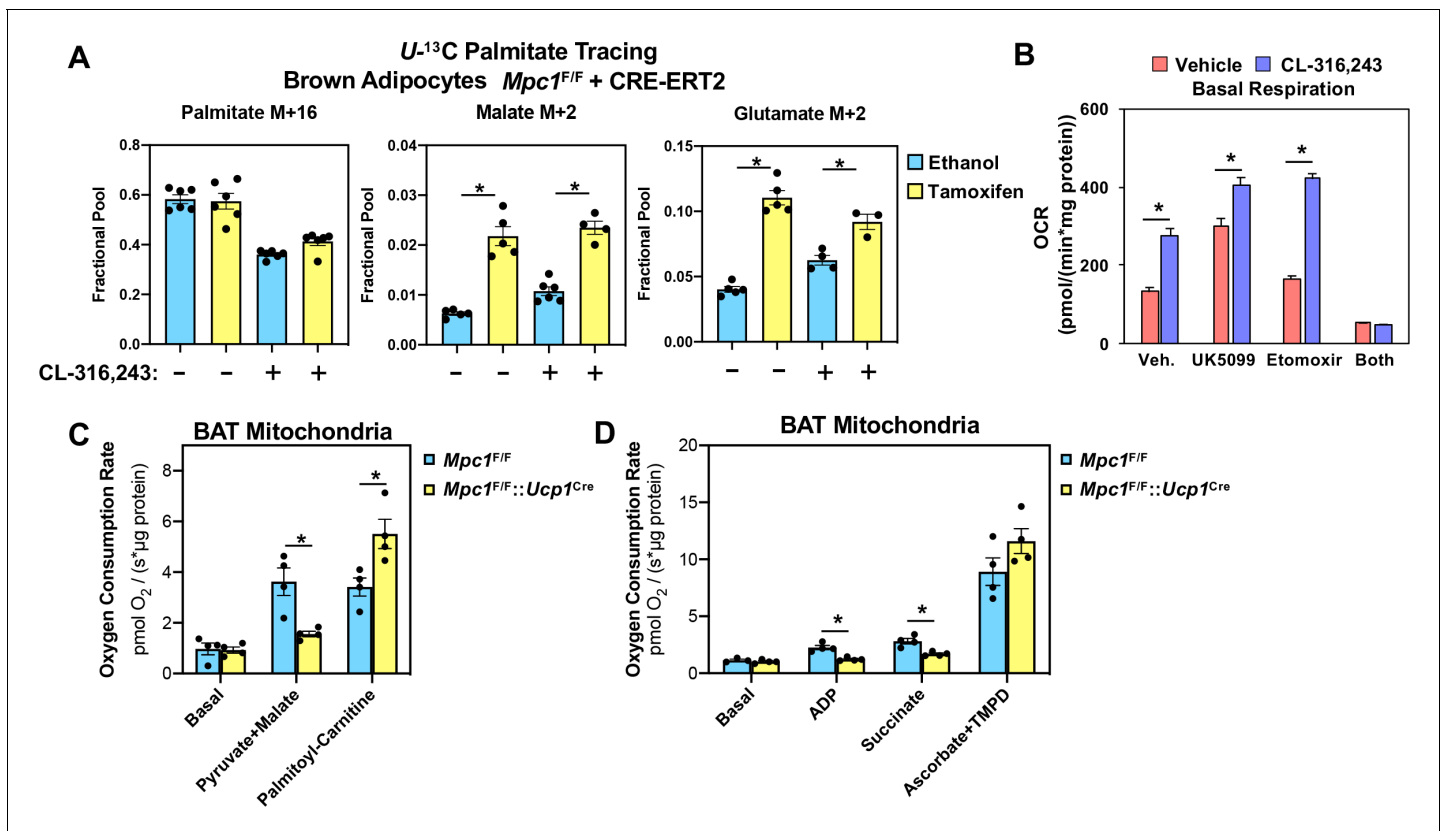 A
U-¹³C Palmitate Tracing
Brown Adipocytes Mpc1F/F + CRE-ERT2
Palmitate M+16
Malate M+2
Glutamate M+2
Fractional Pool
0.8
0.6
0.4
0.2
0.0
Fractional Pool
0.04
0.03
0.02
0.01
0.00
* *
Fractional Pool
0.15
0.10
0.05
0.00
* *
Ethanol
Tamoxifen
CL-316,243: – – + + – – + + – – + +
B
Vehicle CL-316,243
Basal Respiration
OCR
(pmol/(min*mg protein))
600
400
200
0
* * *
Veh. UK5099 Etomoxir Both
C
BAT Mitochondria
Oxygen Consumption Rate
pmol O₂ / (s*µg protein)
8
6
4
2
0
* *
Basal
Pyruvate+Malate
Palmitoyl-Carnitine
Mpc1F/F
Mpc1F/F::Ucp1Cre
D
BAT Mitochondria
Oxygen Consumption Rate
pmol O₂ / (s*µg protein)
20
15
10
5
0
* *
Basal
ADP
Succinate
Ascorbate+TMPD
Mpc1F/F
Mpc1F/F::Ucp1Cre